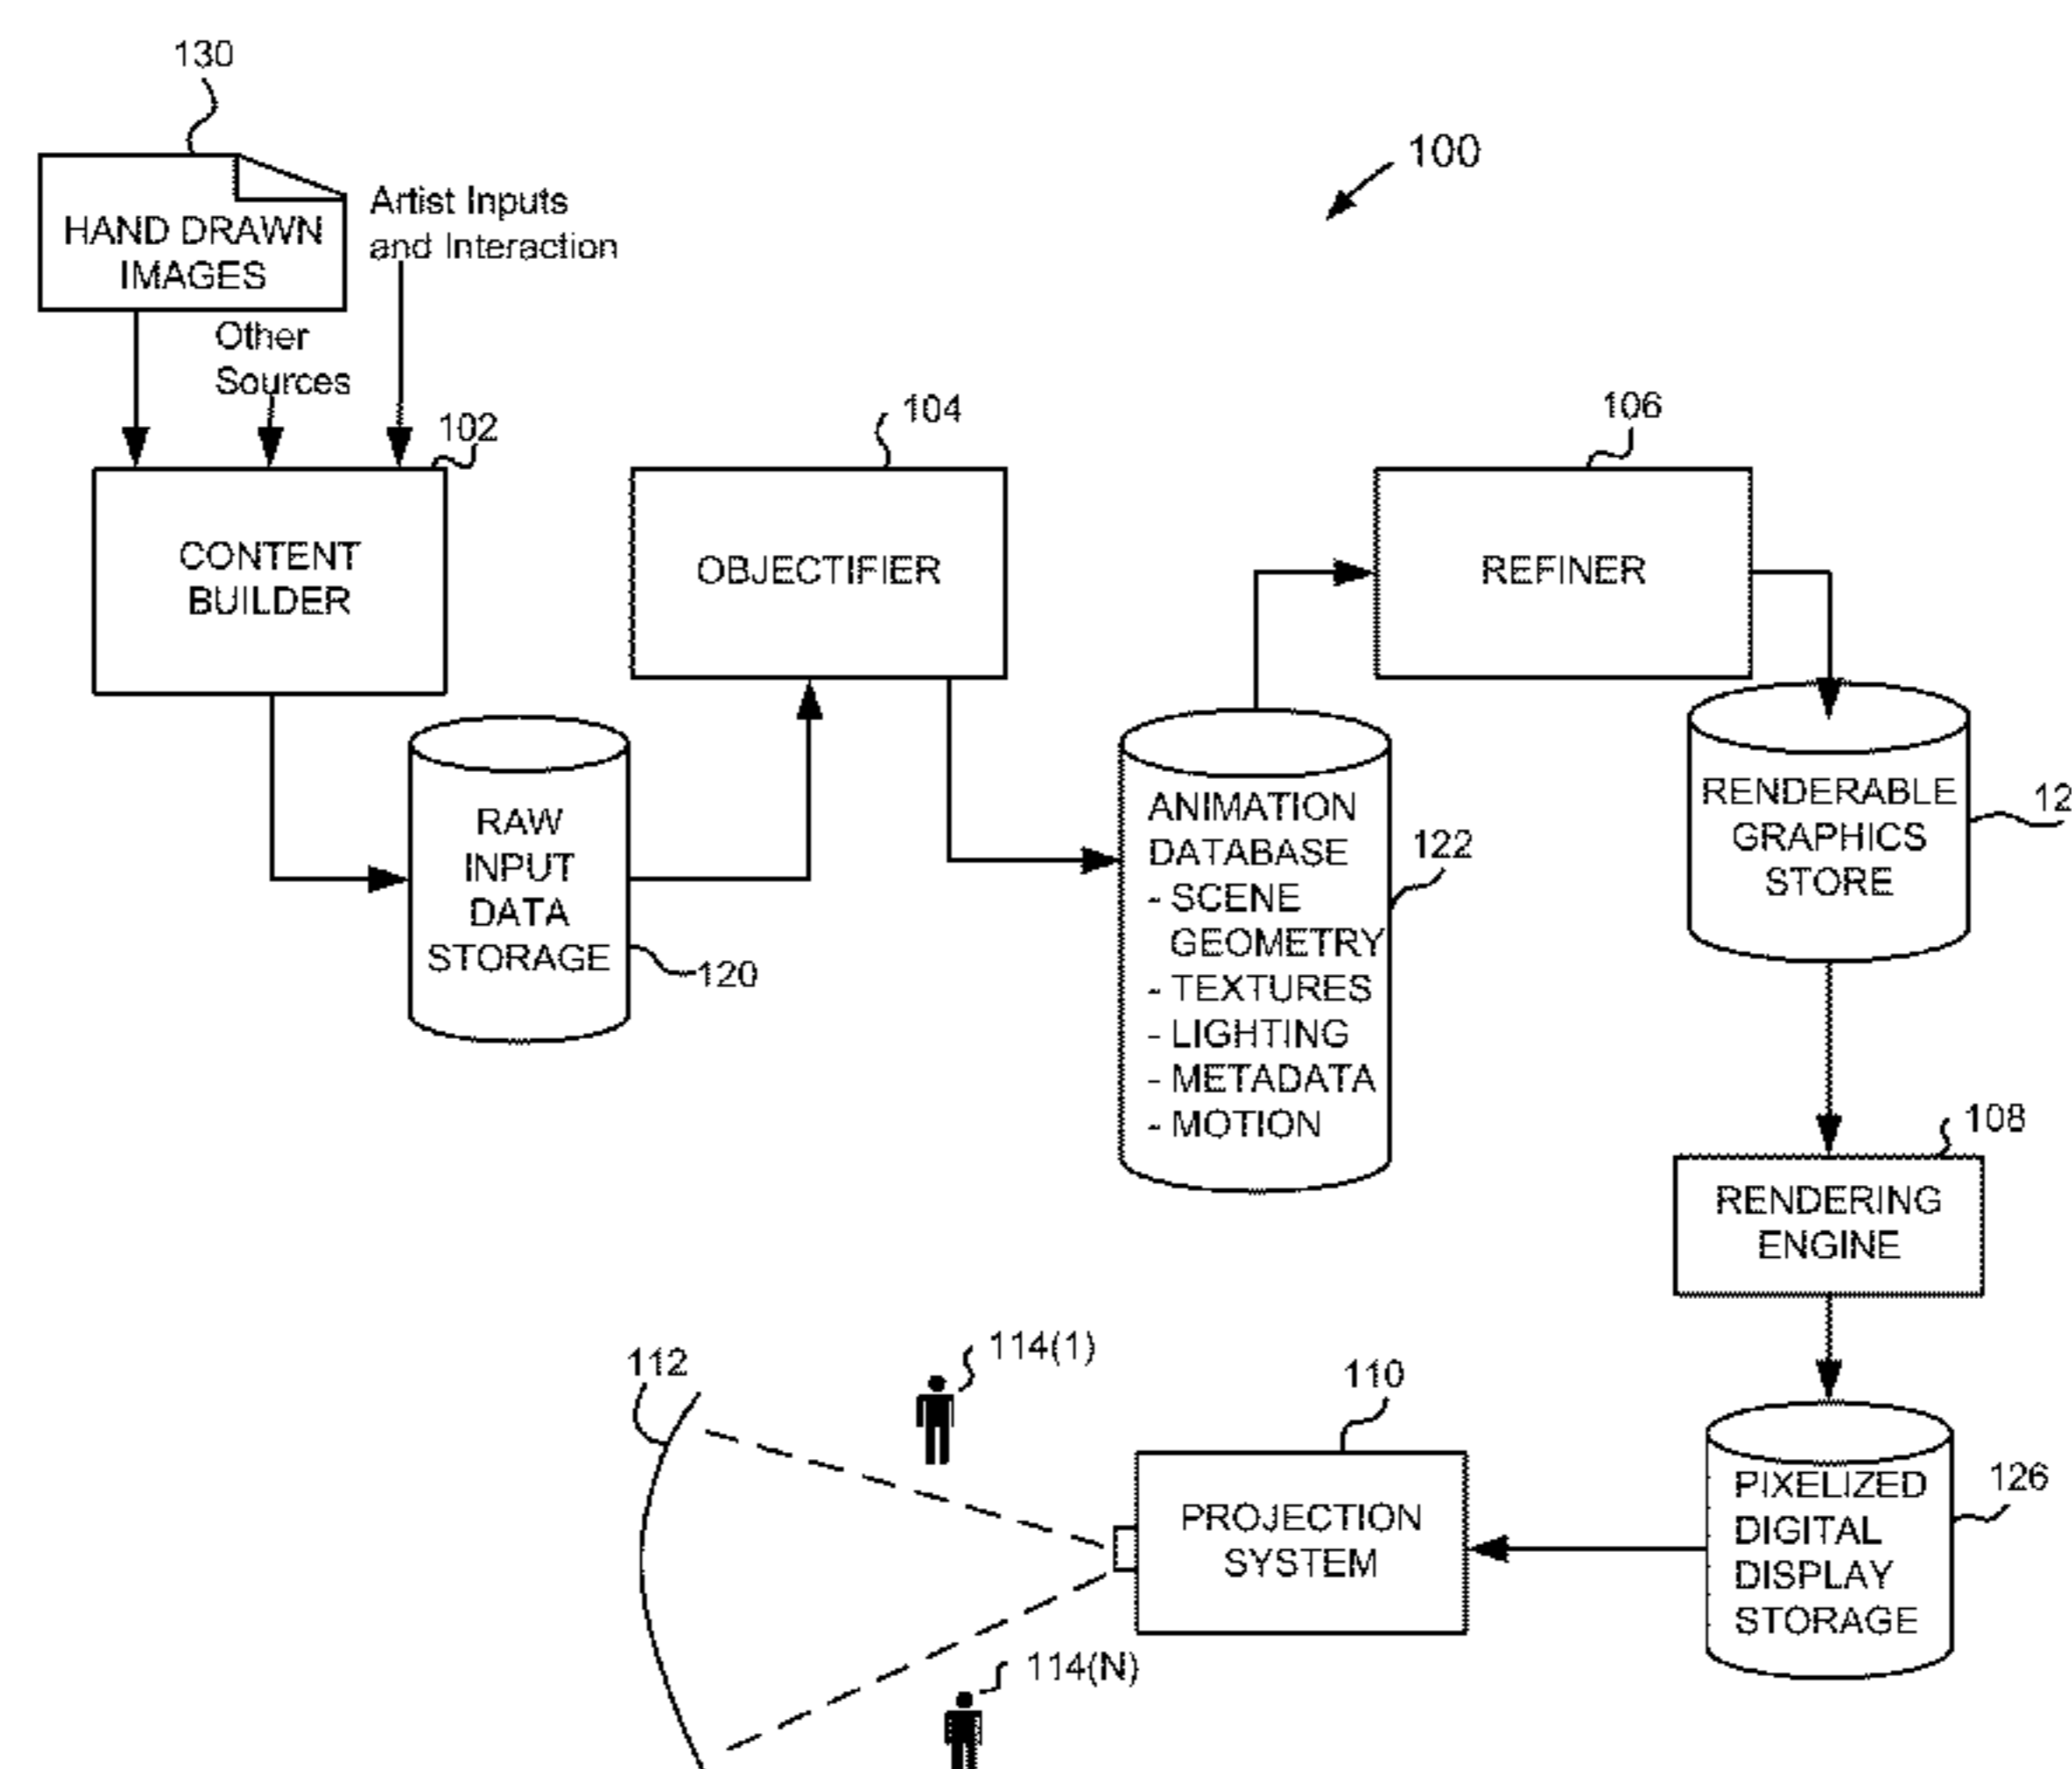 130
100
HAND DRAWN
IMAGES
Artist Inputs
and Interaction
Other
Sources
102
104
106
CONTENT
BUILDER
OBJECTIFIER
REFINER
RAW
INPUT
DATA
STORAGE
120
ANIMATION
DATABASE
- SCENE
GEOMETRY
- TEXTURES
- LIGHTING
- METADATA
- MOTION
122
RENDERABLE
GRAPHICS
STORE
12
108
RENDERING
ENGINE
112
114(1)
110
PROJECTION
SYSTEM
126
PIXELIZED
DIGITAL
DISPLAY
STORAGE
114(N)